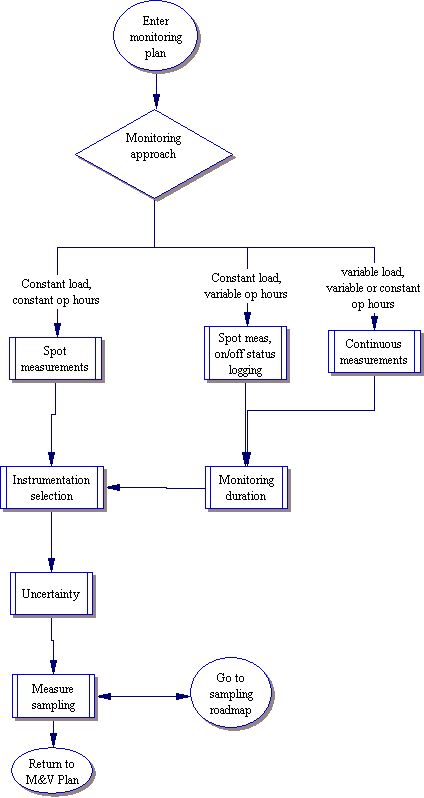 Enter
monitoring
plan
Monitoring
approach
Constant load,
constant op hours
Constant load,
variable op hours
variable load,
variable or constant
op hours
Spot
measurements
Spot meas,
on/off status
logging
Continuous
measurements
Instrumentation
selection
Monitoring
duration
Uncertainty
Measure
sampling
Go to
sampling
roadmap
Return to
M&V Plan